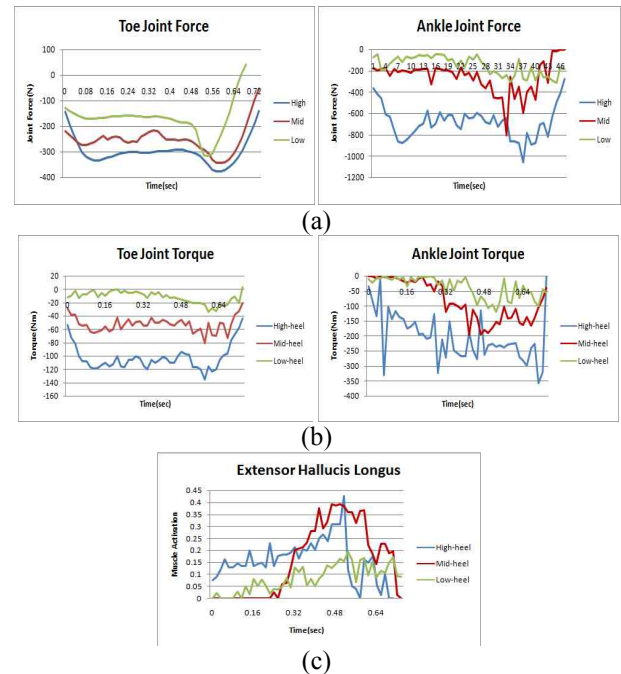 Toe Joint Force
Joint Force(N)
100
50
0
-50
-100
-150
-200
-250
-300
-350
-400
0 0.08 0.16 0.24 0.32 0.4 0.48 0.56 0.64 0.72
High
Mid
Low
Time(sec)
Ankle Joint Force
Joint Force(N)
0
-200
-400
-600
-800
-1000
-1200
1 4 7 10 13 16 19 22 25 28 31 34 37 40 43 46
High
Mid
Low
Time(sec)
(a)
Toe Joint Torque
Torque(Nm)
20
0
-20
-40
-60
-80
-100
-120
-140
-160
0 0.16 0.32 0.48 0.64
High-heel
Mid-heel
Low-heel
Time(sec)
Ankle Joint Torque
Torque(Nm)
0
-50
-100
-150
-200
-250
-300
-350
-400
0 0.16 0.32 0.48 0.64
High-heel
Mid-heel
Low-heel
Time(sec)
(b)
Extensor Hallucis Longus
Muscle Activation
0.45
0.4
0.35
0.3
0.25
0.2
0.15
0.1
0.05
0
0 0.16 0.32 0.48 0.64
High-heel
Mid-heel
Low-heel
Time(sec)
(c)